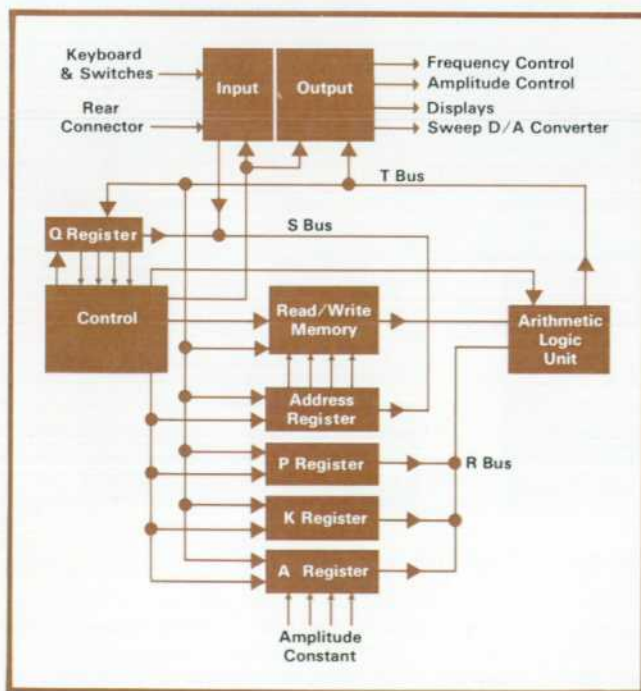 Keyboard
& Switches
Rear
Connector
Input
Output
Frequency Control
Amplitude Control
Displays
Sweep D/A Converter
T Bus
Q Register
S Bus
Control
Read/Write
Memory
Arithmetic
Logic
Unit
Address
Register
P Register
R Bus
K Register
A Register
Amplitude
Constant